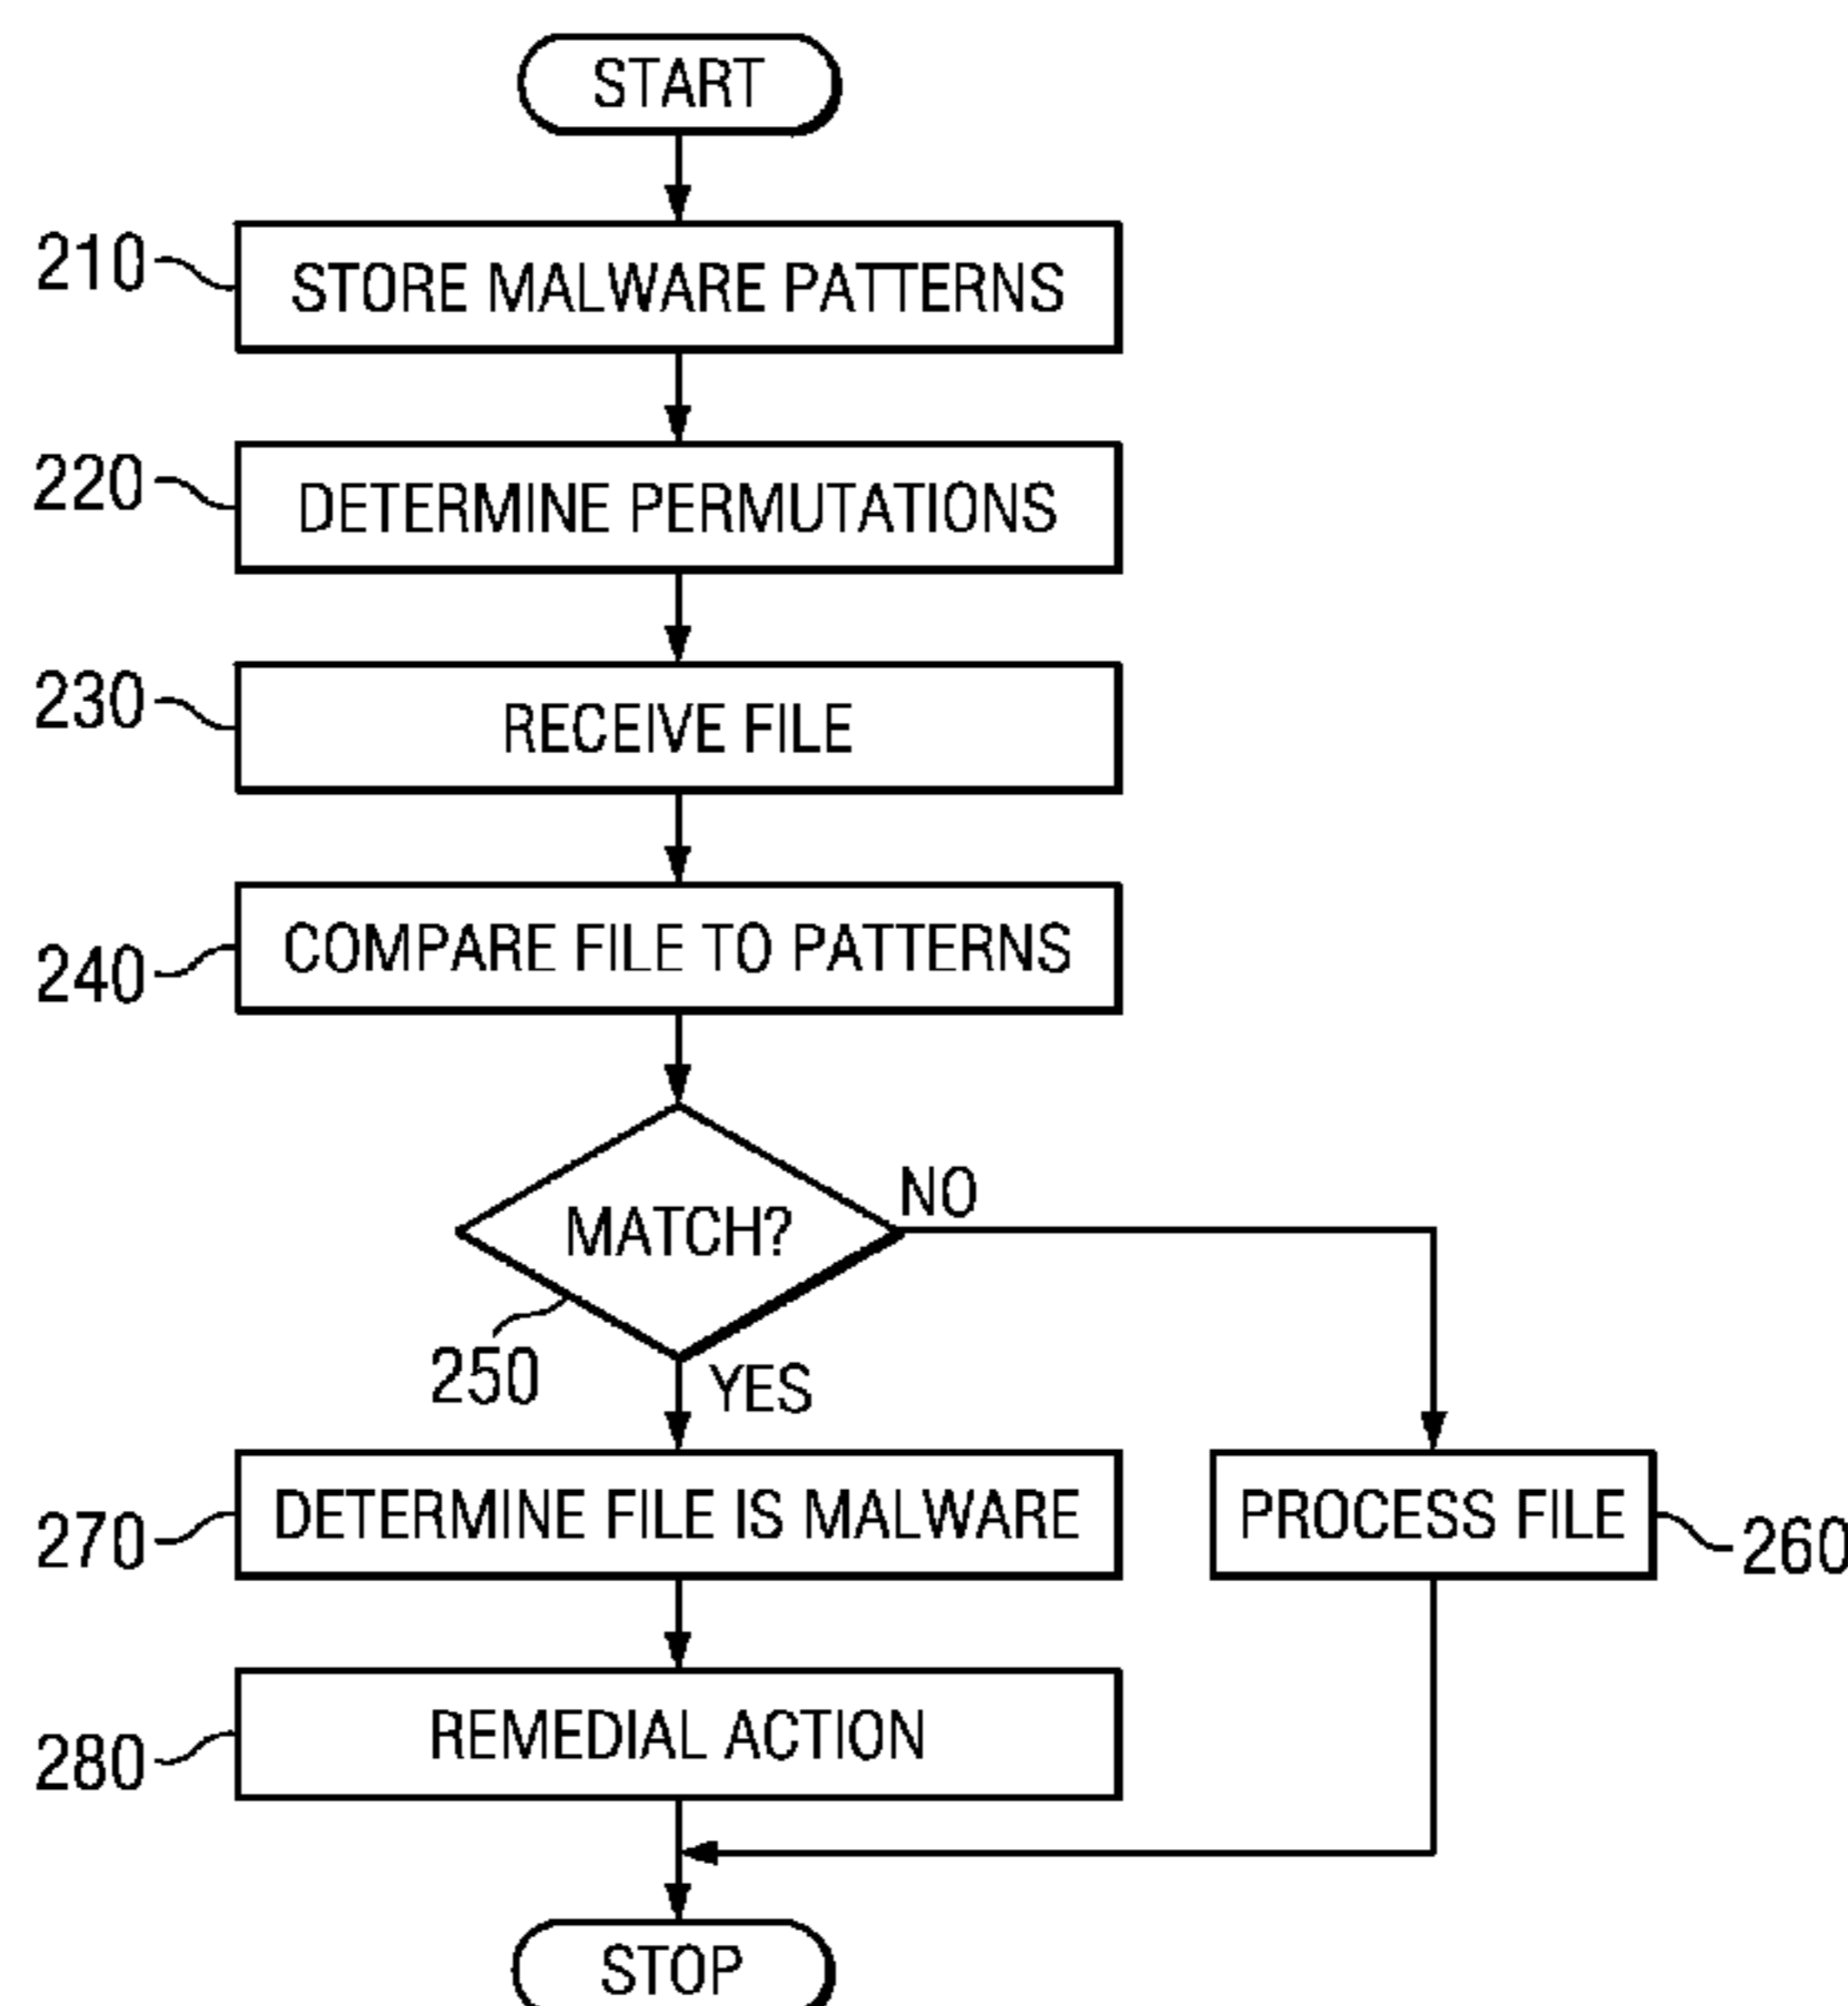 START
210
STORE MALWARE PATTERNS
220
DETERMINE PERMUTATIONS
230
RECEIVE FILE
240
COMPARE FILE TO PATTERNS
MATCH?
NO
250
YES
270
DETERMINE FILE IS MALWARE
PROCESS FILE
260
280
REMEDIAL ACTION
STOP